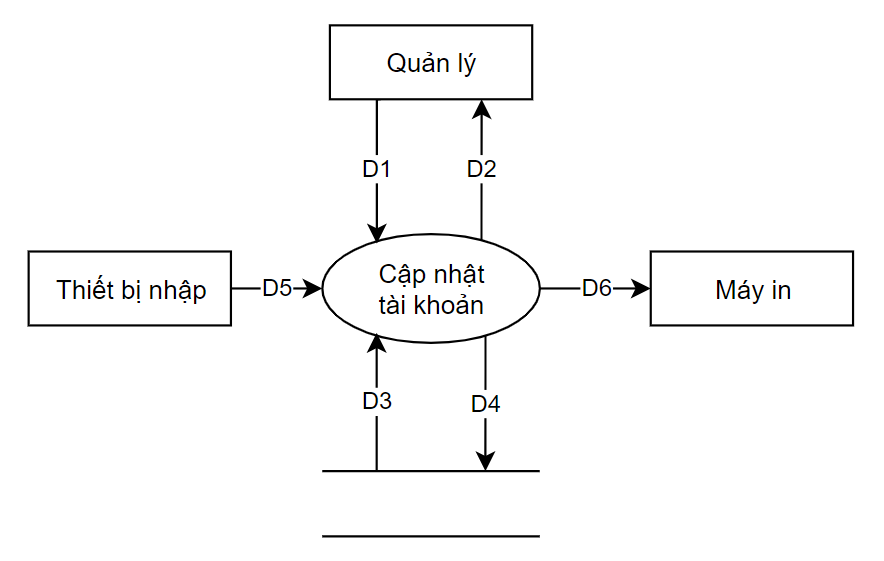 Quản lý
D1
D2
Thiết bị nhập
D5
Cập nhật
tài khoản
D6
Máy in
D3
D4